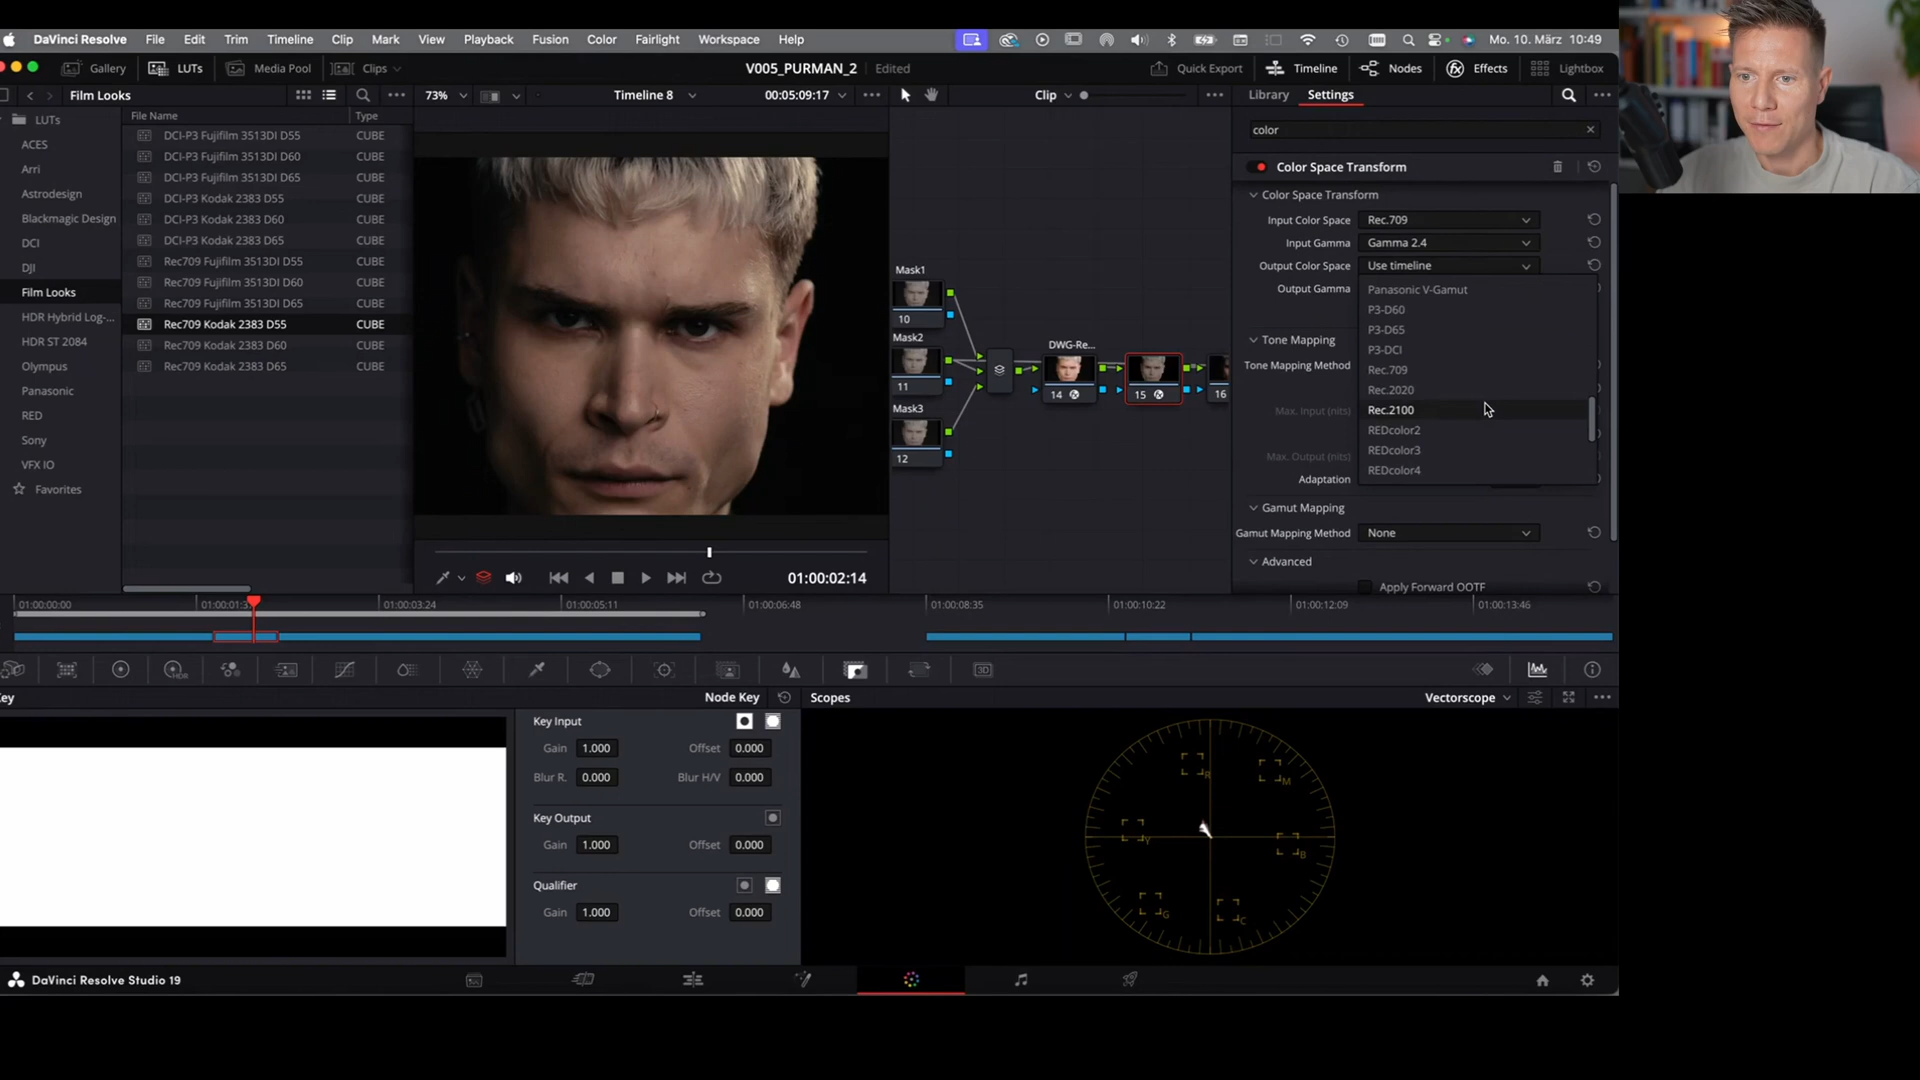 DaVinci Resolve File Edit Trim Timeline Clip Mark View Playback Fusion Color Fairlight Workspace Help Mo. 10. März 10:49
Gallery LUTs Media Pool Clips V005_PURMAN_2 Edited Quick Export Timeline Nodes Effects Lightbox
Film Looks 73% Timeline 8 00:05:09:17 Clip Library Settings
LUTs
ACES
Arri
Astrodesign
Blackmagic Design
DCI
DJI
Film Looks
HDR Hybrid Log-...
HDR ST 2084
Olympus
Panasonic
RED
Sony
VFX IO
Favorites
File Name Type
DCI-P3 Fujifilm 3513DI D55 CUBE
DCI-P3 Fujifilm 3513DI D60 CUBE
DCI-P3 Fujifilm 3513DI D65 CUBE
DCI-P3 Kodak 2383 D55 CUBE
DCI-P3 Kodak 2383 D60 CUBE
DCI-P3 Kodak 2383 D65 CUBE
Rec709 Fujifilm 3513DI D55 CUBE
Rec709 Fujifilm 3513DI D60 CUBE
Rec709 Fujifilm 3513DI D65 CUBE
Rec709 Kodak 2383 D55 CUBE
Rec709 Kodak 2383 D60 CUBE
Rec709 Kodak 2383 D65 CUBE
01:00:02:14
Mask1
10
Mask2
11
Mask3
12
DWG-Re...
14
15
16
color
Color Space Transform
Color Space Transform
Input Color Space Rec.709
Input Gamma Gamma 2.4
Output Color Space Use timeline
Output Gamma
Panasonic V-Gamut
P3-D60
P3-D65
P3-DCI
Rec.709
Rec.2020
Rec.2100
REDcolor2
REDcolor3
REDcolor4
Tone Mapping
Tone Mapping Method
Max. Input (nits)
Max. Output (nits)
Adaptation
Gamut Mapping
Gamut Mapping Method None
Advanced
Apply Forward OOTF
01:00:00:00 01:00:01:3 01:00:03:24 01:00:05:11 01:00:06:48 01:00:08:35 01:00:10:22 01:00:12:09 01:00:13:46
HDR
3D
ey Node Key
Key Input
Gain 1.000 Offset 0.000
Blur R. 0.000 Blur H/V 0.000
Key Output
Gain 1.000 Offset 0.000
Qualifier
Gain 1.000 Offset 0.000
Scopes Vectorscope
R
M
Y
B
G
C
DaVinci Resolve Studio 19